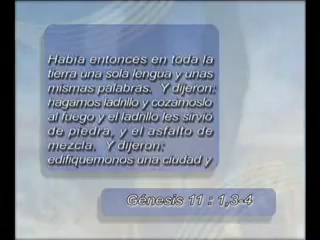 Había entonces en toda la
tierra una sola lengua y unas
mismas palabras. Y dijeron:
hagamos ladrillo y cozámoslo
al fuego y el ladrillo les sirvió
de piedra, y el asfalto de
mezcla. Y dijeron:
edifiquemonos una ciudad y
Génesis 11 : 1,3-4